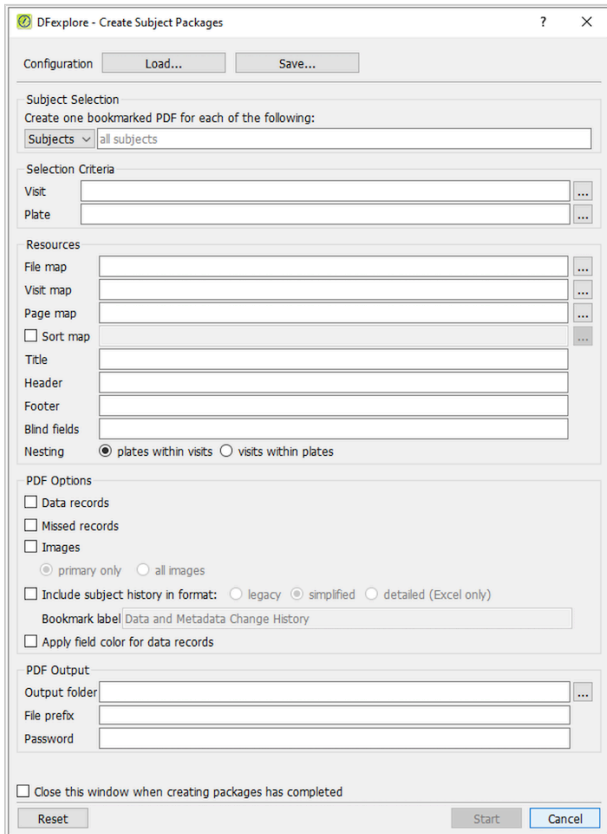 DFexplore - Create Subject Packages ? ×
Configuration Load... Save...
Subject Selection
Create one bookmarked PDF for each of the following:
Subjects all subjects
Selection Criteria
Visit ...
Plate ...
Resources
File map ...
Visit map ...
Page map ...
Sort map ...
Title
Header
Footer
Blind fields
Nesting plates within visits visits within plates
PDF Options
Data records
Missed records
Images
primary only all images
Include subject history in format: legacy simplified detailed (Excel only)
Bookmark label Data and Metadata Change History
Apply field color for data records
PDF Output
Output folder ...
File prefix
Password
Close this window when creating packages has completed
Reset Start Cancel